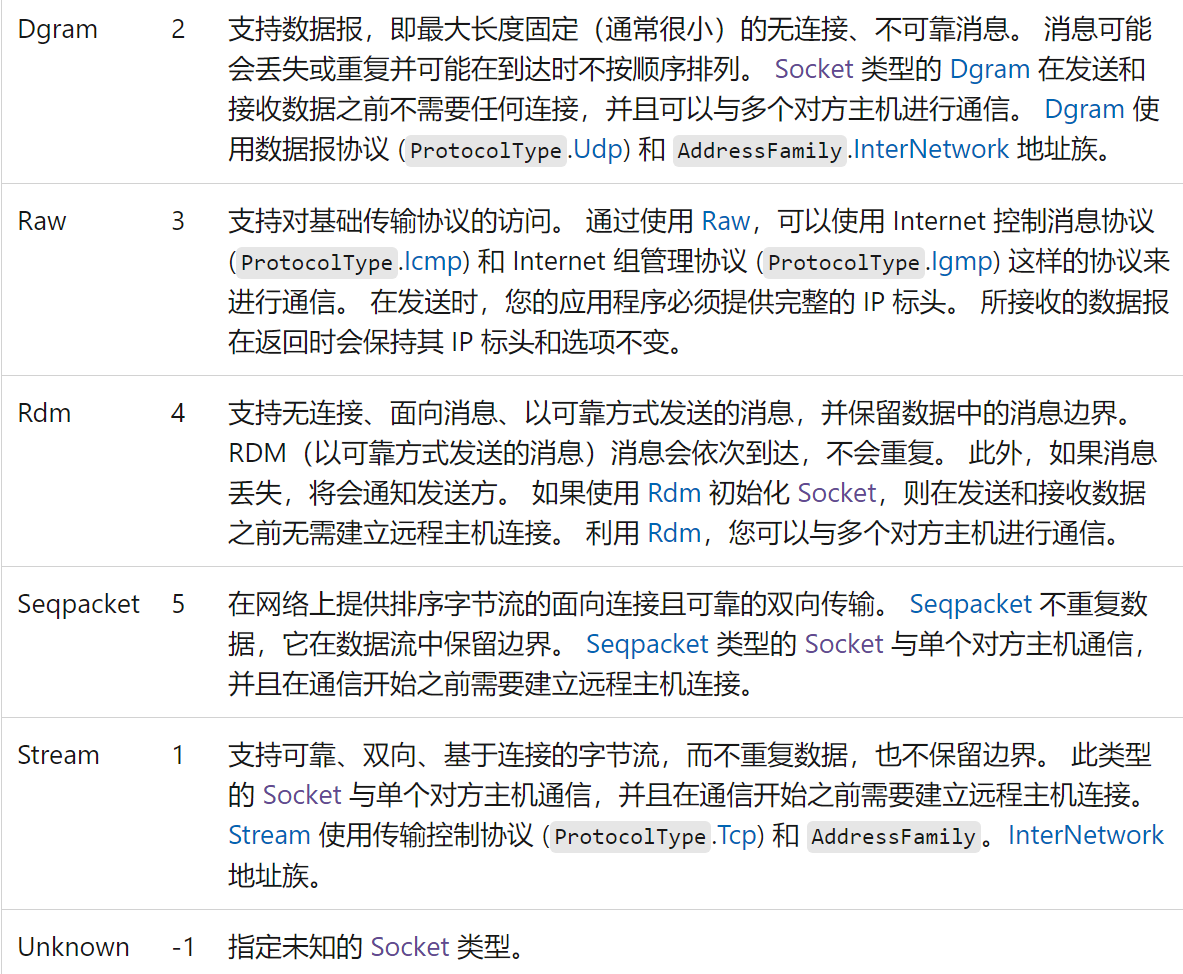 Dgram 2 支持数据报，即最大长度固定（通常很小）的无连接、不可靠消息。 消息可能
会丢失或重复并可能在到达时不按顺序排列。 Socket 类型的 Dgram 在发送和
接收数据之前不需要任何连接，并且可以与多个对方主机进行通信。 Dgram 使
用数据报协议 (ProtocolType.Udp) 和 AddressFamily.InterNetwork 地址族。
Raw 3 支持对基础传输协议的访问。 通过使用 Raw，可以使用 Internet 控制消息协议
(ProtocolType.Icmp) 和 Internet 组管理协议 (ProtocolType.Igmp) 这样的协议来
进行通信。 在发送时，您的应用程序必须提供完整的 IP 标头。 所接收的数据报
在返回时会保持其 IP 标头和选项不变。
Rdm 4 支持无连接、面向消息、以可靠方式发送的消息，并保留数据中的消息边界。
RDM（以可靠方式发送的消息）消息会依次到达，不会重复。 此外，如果消息
丢失，将会通知发送方。 如果使用 Rdm 初始化 Socket，则在发送和接收数据
之前无需建立远程主机连接。 利用 Rdm，您可以与多个对方主机进行通信。
Seqpacket 5 在网络上提供排序字节流的面向连接且可靠的双向传输。 Seqpacket 不重复数
据，它在数据流中保留边界。 Seqpacket 类型的 Socket 与单个对方主机通信，
并且在通信开始之前需要建立远程主机连接。
Stream 1 支持可靠、双向、基于连接的字节流，而不重复数据，也不保留边界。 此类型
的 Socket 与单个对方主机通信，并且在通信开始之前需要建立远程主机连接。
Stream 使用传输控制协议 (ProtocolType.Tcp) 和 AddressFamily。InterNetwork
地址族。
Unknown -1 指定未知的 Socket 类型。